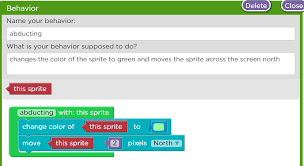 Behavior
Delete
Close
Name your behavior:
abducting
What is your behavior supposed to do?
changes the color of the sprite to green and moves the sprite across the screen north
this sprite
abducting with: this sprite
change color of this sprite to
move this sprite 2 pixels North